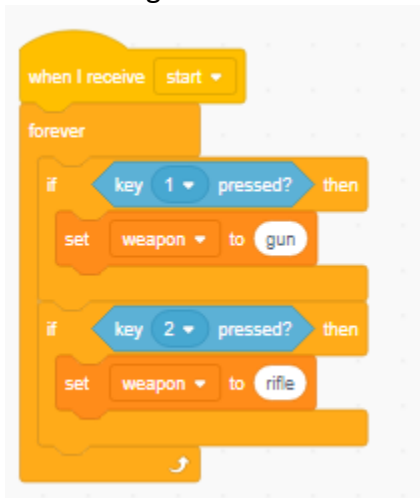 when I receive start
forever
if key 1 pressed? then
set weapon to gun
if key 2 pressed? then
set weapon to rifle